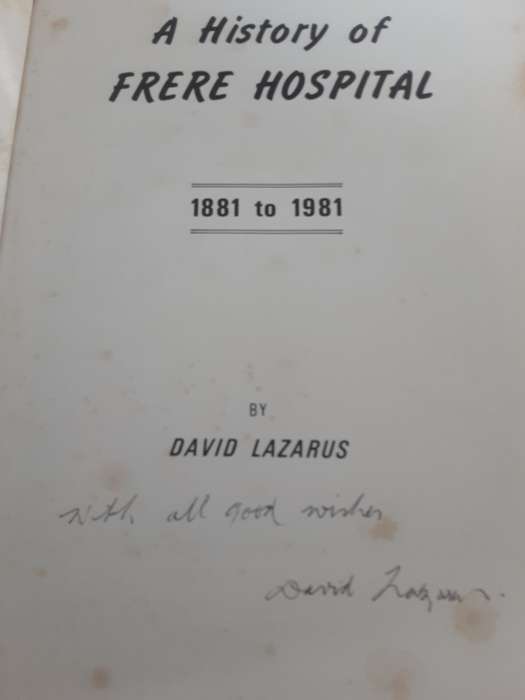 A History of
FRERE HOSPITAL
1881 to 1981
BY
DAVID LAZARUS
With all good wishes
David Lazarus.